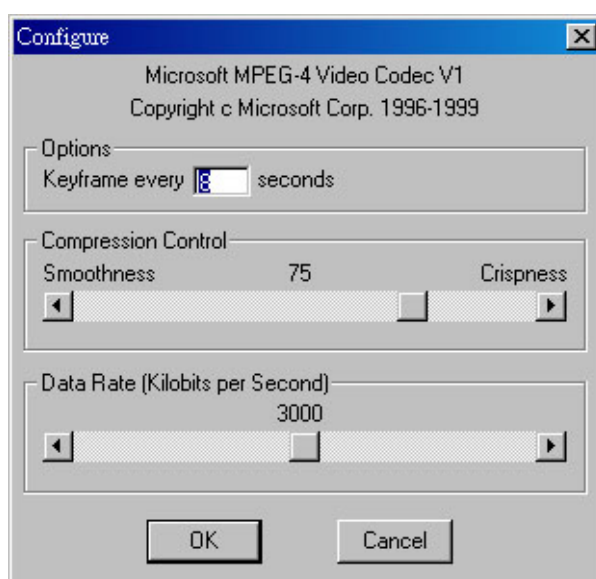 Configure
Microsoft MPEG-4 Video Codec V1
Copyright c Microsoft Corp. 1996-1999
Options
Keyframe every 8 seconds
Compression Control
Smoothness 75 Crispness
Data Rate (Kilobits per Second)
3000
OK Cancel